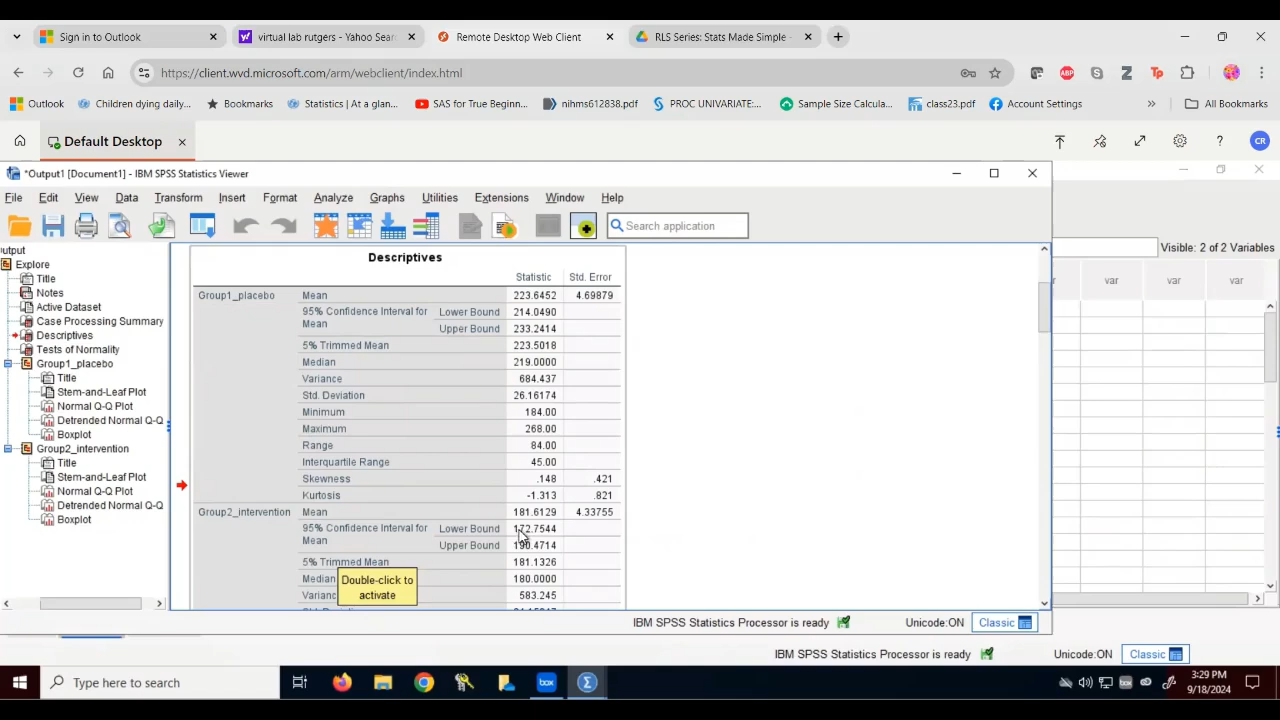 Sign in to Outlook
virtual lab rutgers - Yahoo Sear
Remote Desktop Web Client
RLS Series: Stats Made Simple -
https://client.wvd.microsoft.com/arm/webclient/index.html
Outlook Children dying daily... Bookmarks Statistics | At a glan... SAS for True Beginn... nihms612838.pdf PROC UNIVARIATE:... Sample Size Calcula... class23.pdf Account Settings » All Bookmarks
Default Desktop
CR
*Output1 [Document1] - IBM SPSS Statistics Viewer
File Edit View Data Transform Insert Format Analyze Graphs Utilities Extensions Window Help
Search application
Visible: 2 of 2 Variables
var var var
utput
Explore
Title
Notes
Active Dataset
Case Processing Summary
Descriptives
Tests of Normality
Group1_placebo
Title
Stem-and-Leaf Plot
Normal Q-Q Plot
Detrended Normal Q-Q
Boxplot
Group2_intervention
Title
Stem-and-Leaf Plot
Normal Q-Q Plot
Detrended Normal Q-Q
Boxplot
Descriptives
Statistic Std. Error
Group1_placebo Mean 223.6452 4.69879
95% Confidence Interval for Mean Lower Bound 214.0490
Upper Bound 233.2414
5% Trimmed Mean 223.5018
Median 219.0000
Variance 684.437
Std. Deviation 26.16174
Minimum 184.00
Maximum 268.00
Range 84.00
Interquartile Range 45.00
Skewness .148 .421
Kurtosis -1.313 .821
Group2_intervention Mean 181.6129 4.33755
95% Confidence Interval for Mean Lower Bound 172.7544
Upper Bound 190.4714
5% Trimmed Mean 181.1326
Median 180.0000
Varianc 583.245
Double-click to
activate
IBM SPSS Statistics Processor is ready Unicode:ON Classic
IBM SPSS Statistics Processor is ready Unicode:ON Classic
Type here to search
box
box
3:29 PM
9/18/2024